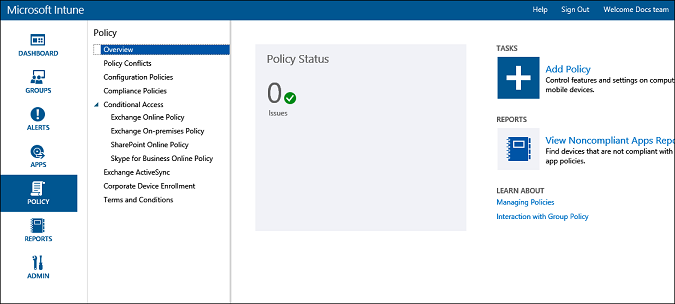 Microsoft Intune
Help Sign Out Welcome Docs team
DASHBOARD
GROUPS
ALERTS
APPS
POLICY
REPORTS
ADMIN
Policy
Overview
Policy Conflicts
Configuration Policies
Compliance Policies
Conditional Access
Exchange Online Policy
Exchange On-premises Policy
SharePoint Online Policy
Skype for Business Online Policy
Exchange ActiveSync
Corporate Device Enrollment
Terms and Conditions
Policy Status
0
Issues
TASKS
Add Policy
Control features and settings on comput
mobile devices.
REPORTS
View Noncompliant Apps Repo
Find devices that are not compliant with
app policies.
LEARN ABOUT
Managing Policies
Interaction with Group Policy